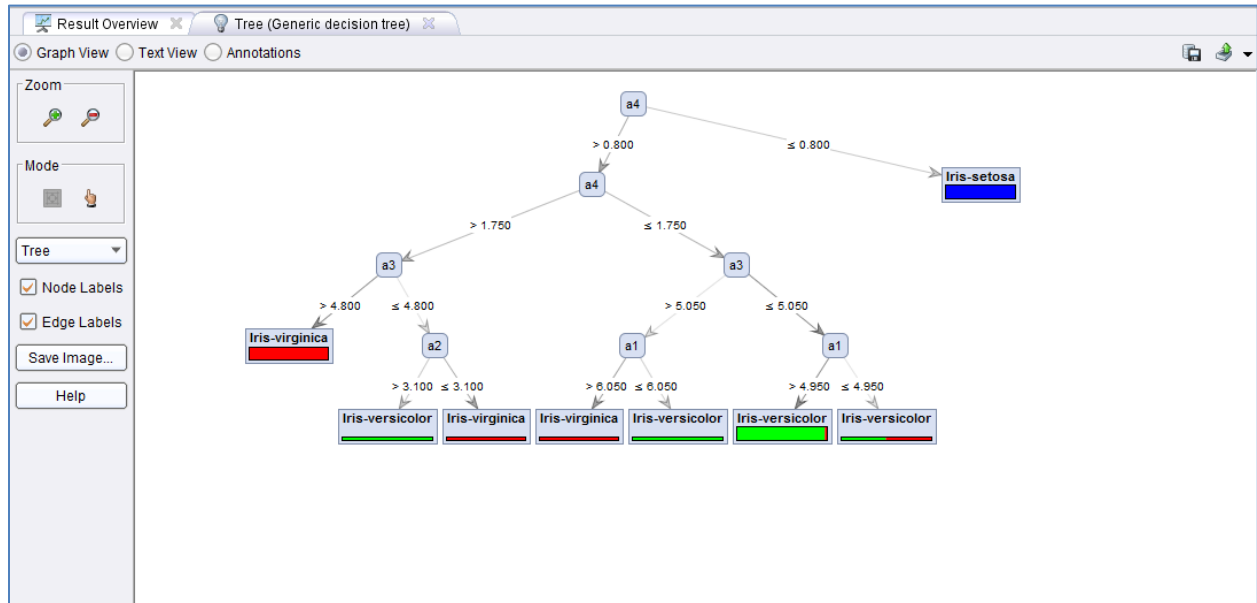 Result Overview
Tree (Generic decision tree)
Graph View Text View Annotations
Zoom
Mode
Tree
Node Labels
Edge Labels
Save Image...
Help
a4
> 0.800 ≤ 0.800
a4
Iris-setosa
> 1.750 ≤ 1.750
a3 a3
> 4.800 ≤ 4.800 > 5.050 ≤ 5.050
Iris-virginica
a2 a1 a1
> 3.100 ≤ 3.100 > 6.050 ≤ 6.050 > 4.950 ≤ 4.950
Iris-versicolor Iris-virginica Iris-virginica Iris-versicolor Iris-versicolor Iris-versicolor